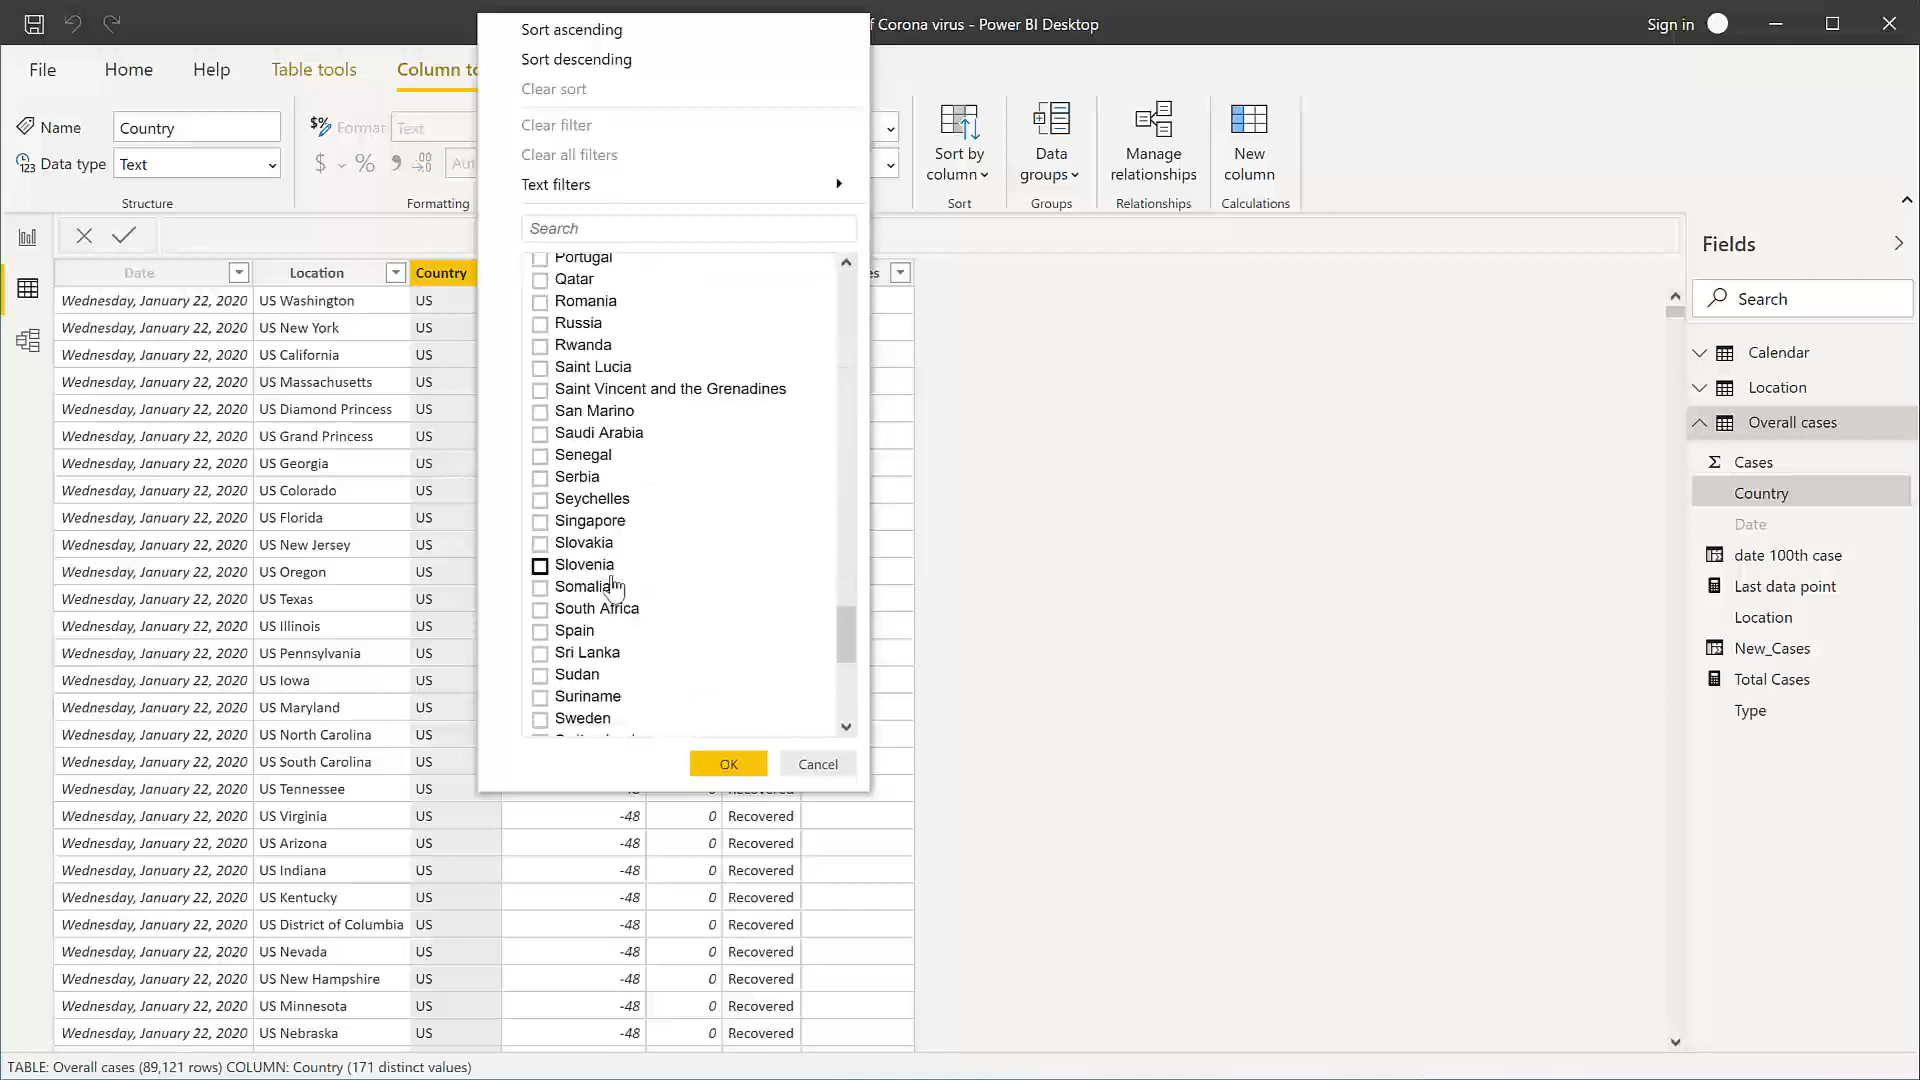 f Corona virus - Power BI Desktop
Sign in
File
Home
Help
Table tools
Column to
Name
Country
Data type
Text
Structure
Format
Text
$ % 9 .00
Aut
Formatting
Sort by
column
Sort
Data
groups
Groups
Manage
relationships
Relationships
New
column
Calculations
Sort ascending
Sort descending
Clear sort
Clear filter
Clear all filters
Text filters
Search
Portugal
Qatar
Romania
Russia
Rwanda
Saint Lucia
Saint Vincent and the Grenadines
San Marino
Saudi Arabia
Senegal
Serbia
Seychelles
Singapore
Slovakia
Slovenia
Somalia
South Africa
Spain
Sri Lanka
Sudan
Suriname
Sweden
OK
Cancel
Date Location Country es
Wednesday, January 22, 2020 US Washington US
Wednesday, January 22, 2020 US New York US
Wednesday, January 22, 2020 US California US
Wednesday, January 22, 2020 US Massachusetts US
Wednesday, January 22, 2020 US Diamond Princess US
Wednesday, January 22, 2020 US Grand Princess US
Wednesday, January 22, 2020 US Georgia US
Wednesday, January 22, 2020 US Colorado US
Wednesday, January 22, 2020 US Florida US
Wednesday, January 22, 2020 US New Jersey US
Wednesday, January 22, 2020 US Oregon US
Wednesday, January 22, 2020 US Texas US
Wednesday, January 22, 2020 US Illinois US
Wednesday, January 22, 2020 US Pennsylvania US
Wednesday, January 22, 2020 US Iowa US
Wednesday, January 22, 2020 US Maryland US
Wednesday, January 22, 2020 US North Carolina US
Wednesday, January 22, 2020 US South Carolina US
Wednesday, January 22, 2020 US Tennessee US -48 0 Recovered
Wednesday, January 22, 2020 US Virginia US -48 0 Recovered
Wednesday, January 22, 2020 US Arizona US -48 0 Recovered
Wednesday, January 22, 2020 US Indiana US -48 0 Recovered
Wednesday, January 22, 2020 US Kentucky US -48 0 Recovered
Wednesday, January 22, 2020 US District of Columbia US -48 0 Recovered
Wednesday, January 22, 2020 US Nevada US -48 0 Recovered
Wednesday, January 22, 2020 US New Hampshire US -48 0 Recovered
Wednesday, January 22, 2020 US Minnesota US -48 0 Recovered
Wednesday, January 22, 2020 US Nebraska US -48 0 Recovered
Fields
Search
Calendar
Location
Overall cases
Σ Cases
Country
Date
date 100th case
Last data point
Location
New_Cases
Total Cases
Type
TABLE: Overall cases (89,121 rows) COLUMN: Country (171 distinct values)